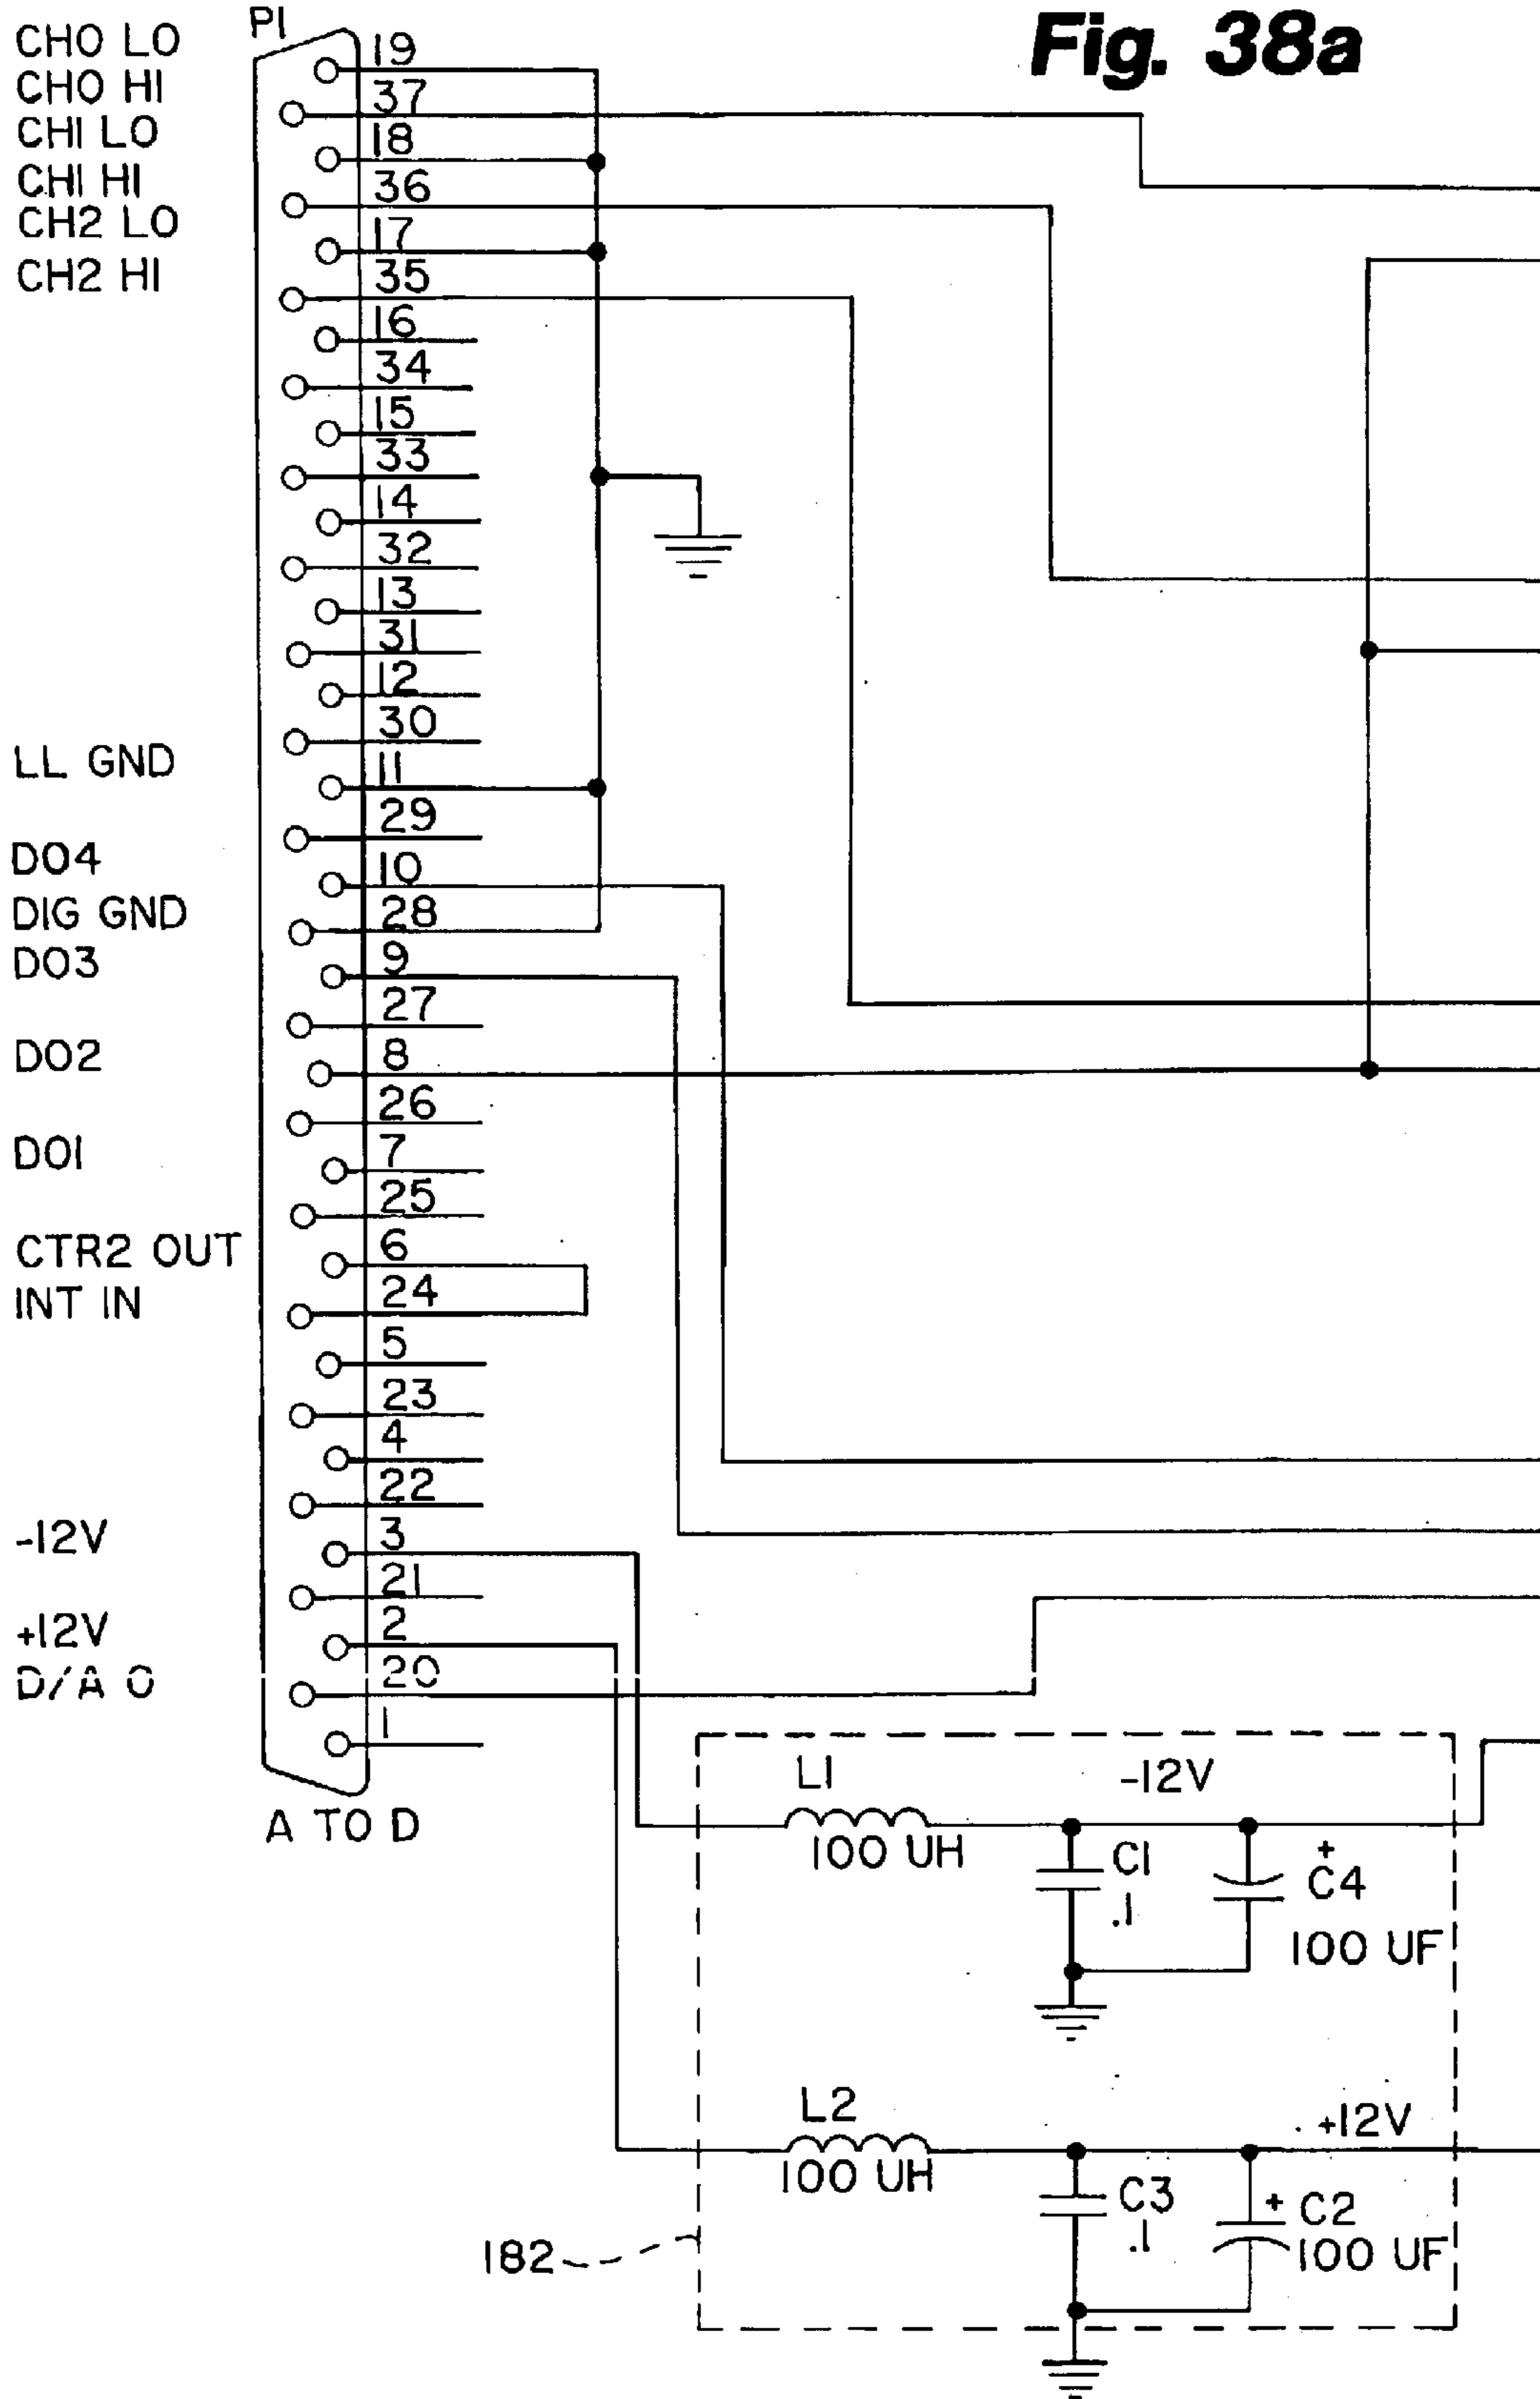 Fig. 38a
P1
CH0 LO
19
CH0 HI
37
CH1 LO
18
CH1 HI
36
CH2 LO
17
CH2 HI
35
16
34
15
33
14
32
13
31
12
30
LL GND
11
29
DO4
10
DIG GND
28
DO3
9
27
DO2
8
26
DO1
7
25
CTR2 OUT
6
INT IN
24
5
23
4
22
-12V
3
21
+12V
2
D/A 0
20
1
A TO D
L1
-12V
100 UH
C1
.1
+
C4
100 UF
L2
+12V
100 UH
C3
.1
+ C2
100 UF
182